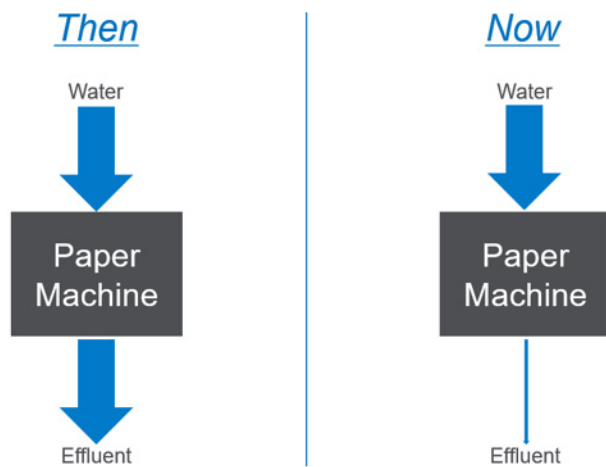 Then
Water
Paper
Machine
Effluent
Now
Water
Paper
Machine
Effluent